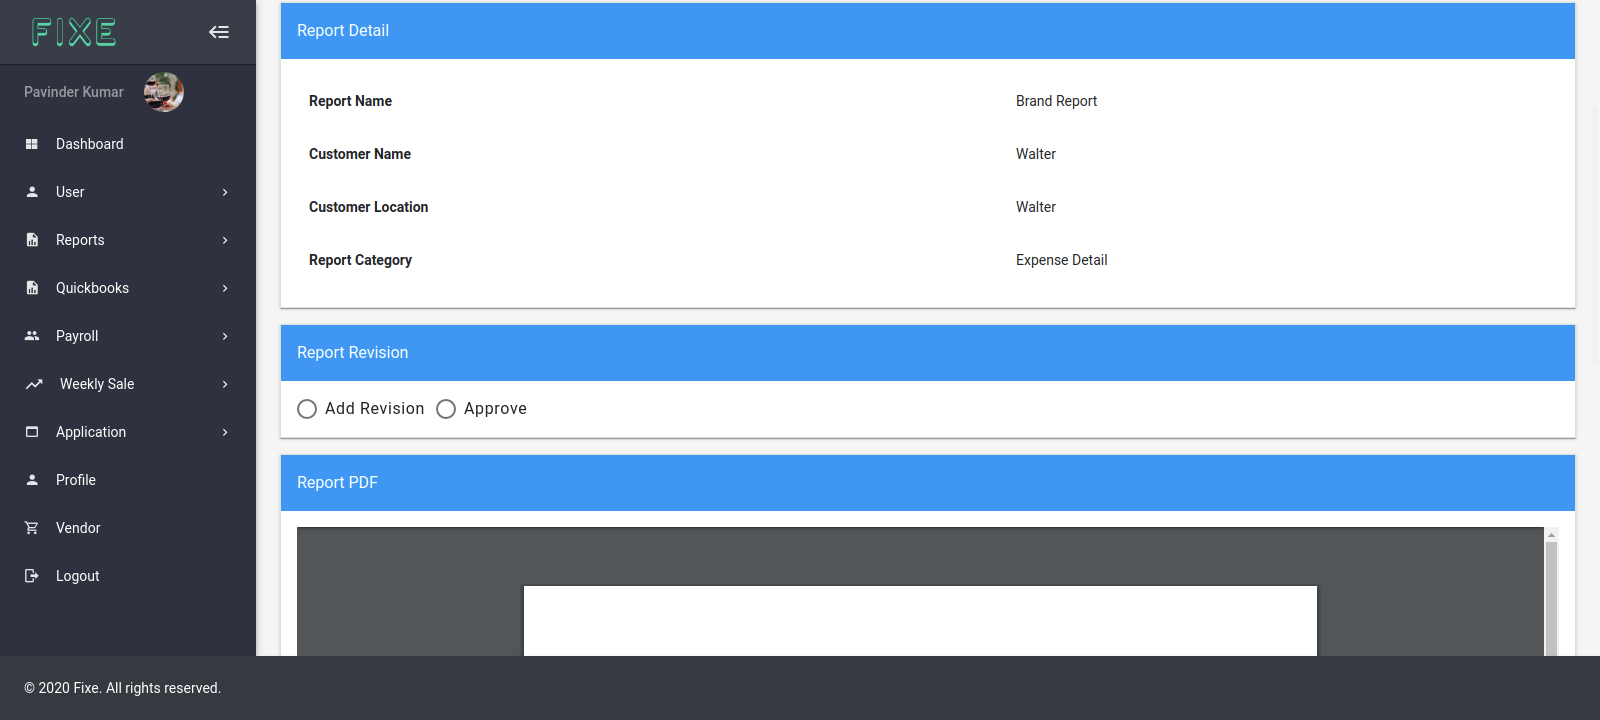 FIXE
Pavinder Kumar
Dashboard
User
Reports
Quickbooks
Payroll
Weekly Sale
Application
Profile
Vendor
Logout
Report Detail
Report Name Brand Report
Customer Name Walter
Customer Location Walter
Report Category Expense Detail
Report Revision
Add Revision Approve
Report PDF
© 2020 Fixe. All rights reserved.